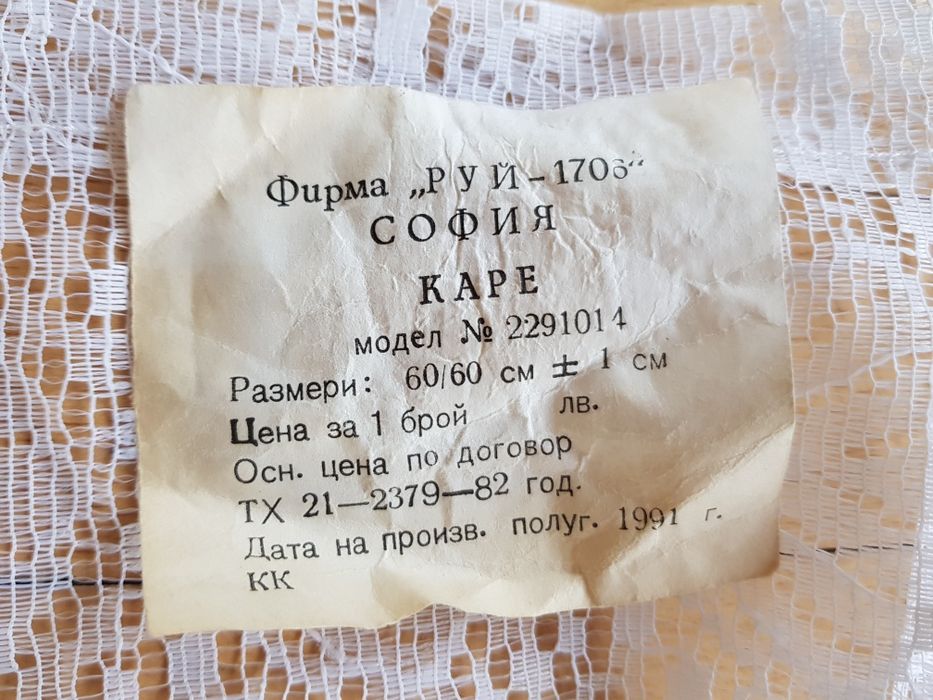 Фирма „РУЙ–1706“
СОФИЯ
КАРЕ
модел № 2291014
Размери: 60/60 см ± 1 см
Цена за 1 брой лв.
Осн. цена по договор
ТХ 21—2379—82 год.
Дата на произв. полуг. 1991 г.
КК